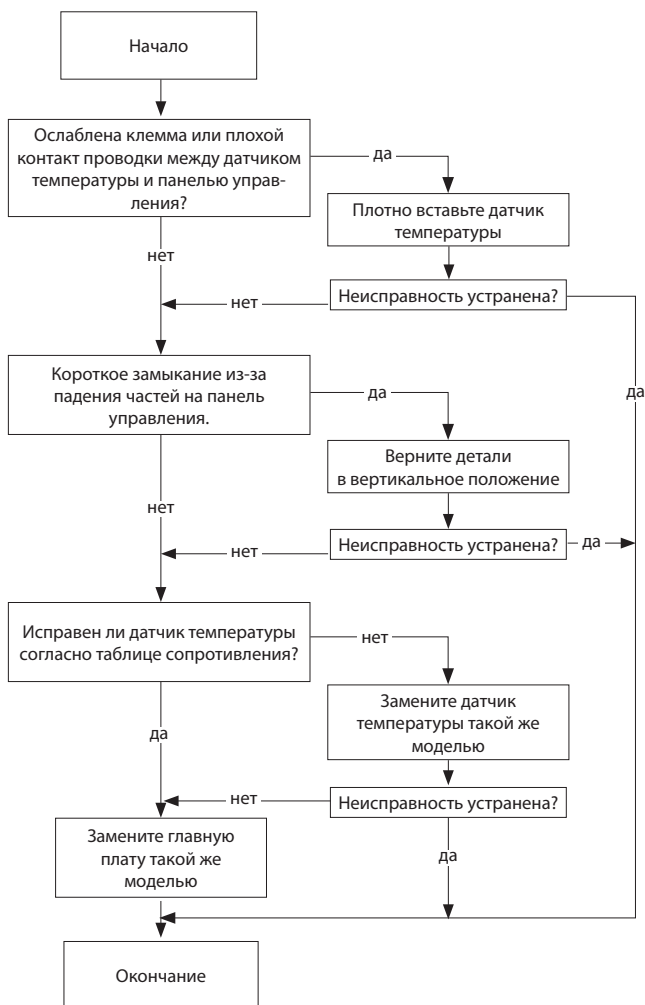 Начало
Ослаблена клемма или плохой
контакт проводки между датчиком
температуры и панелью управ-
ления?
да
Плотно вставьте датчик
температуры
нет
Неисправность устранена?
нет
да
Короткое замыкание из-за
падения частей на панель
управления.
да
Верните детали
в вертикальное положение
нет
Неисправность устранена?
да
нет
Исправен ли датчик температуры
согласно таблице сопротивления?
нет
Замените датчик
температуры такой же
моделью
да
Неисправность устранена?
нет
Замените главную
плату такой же
моделью
да
Окончание